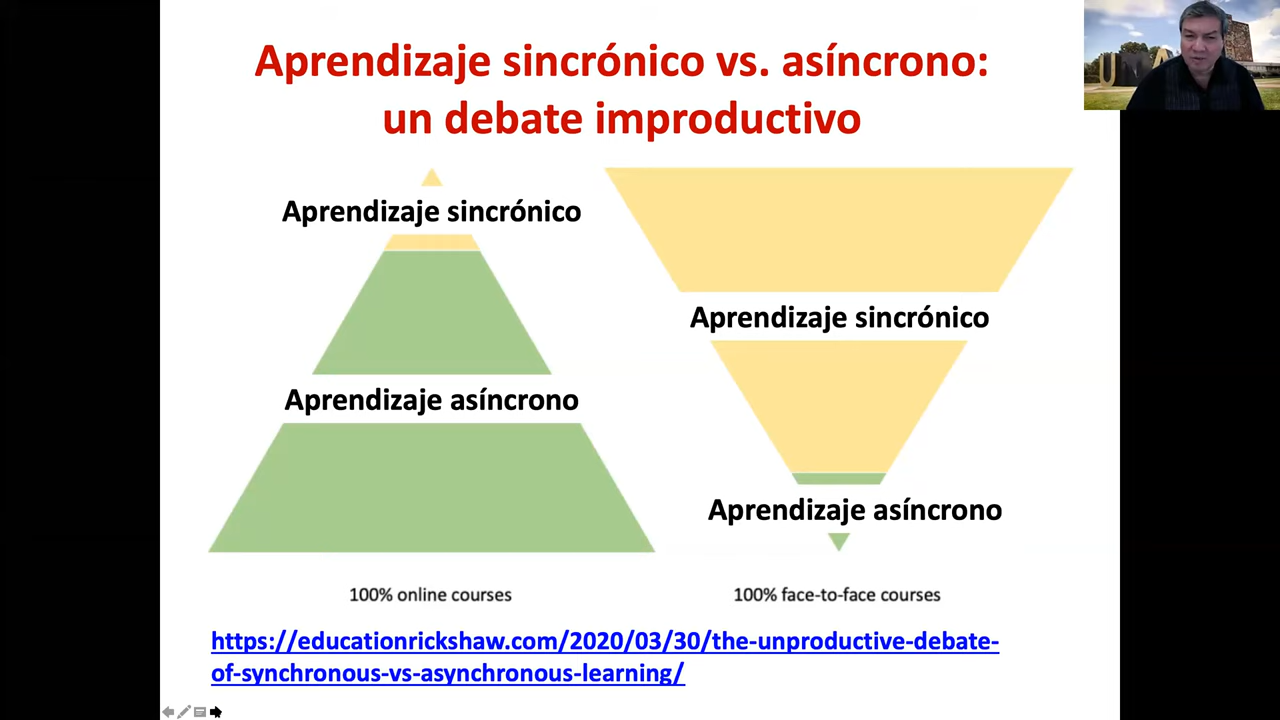 Aprendizaje sincrónico vs. asíncrono:
un debate improductivo
Aprendizaje sincrónico
Aprendizaje asíncrono
100% online courses
Aprendizaje sincrónico
Aprendizaje asíncrono
100% face-to-face courses
https://educationrickshaw.com/2020/03/30/the-unproductive-debate-
of-synchronous-vs-asynchronous-learning/